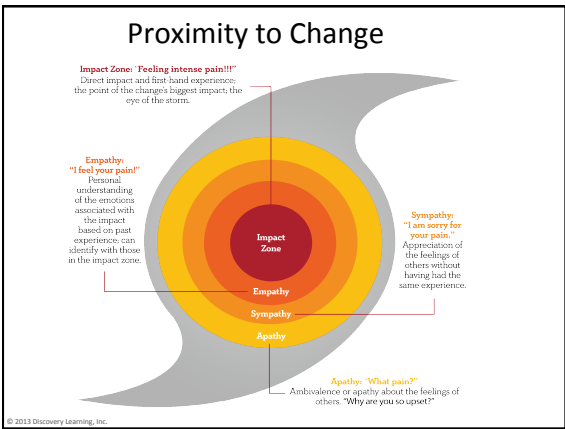 Proximity to Change
Impact Zone: "Feeling intense pain!!!"
Direct impact and first-hand experience;
the point of the change's biggest impact; the
eye of the storm.
Empathy:
"I feel your pain!"
Personal
understanding
of the emotions
associated with
the impact
based on past
experience; can
identify with those
in the impact zone.
Sympathy:
"I am sorry for
your pain."
Appreciation of
the feelings of
others without
having had the
same experience.
Impact
Zone
Empathy
Sympathy
Apathy
Apathy: "What pain?"
Ambivalence or apathy about the feelings of
others. "Why are you so upset?"
© 2013 Discovery Learning, Inc.